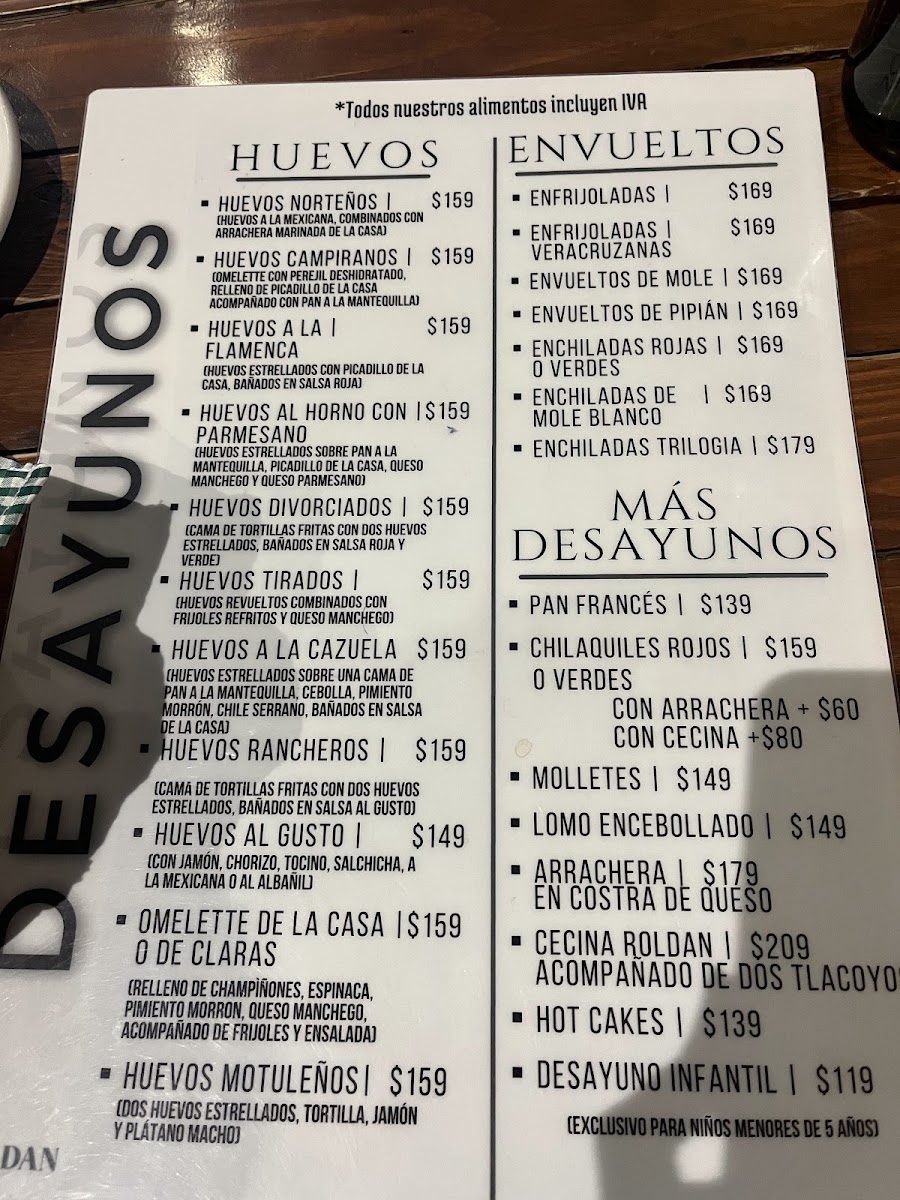 *Todos nuestros alimentos incluyen IVA
DESAYUNOS
HUEVOS
▪ HUEVOS NORTEÑOS | $159
(HUEVOS A LA MEXICANA, COMBINADOS CON
ARRACHERA MARINADA DE LA CASA)
▪ HUEVOS CAMPIRANOS | $159
(OMELETTE CON PEREJIL DESHIDRATADO,
RELLENO DE PICADILLO DE LA CASA
ACOMPAÑADO CON PAN A LA MANTEQUILLA)
▪ HUEVOS A LA | $159
FLAMENCA
(HUEVOS ESTRELLADOS CON PICADILLO DE LA
CASA, BAÑADOS EN SALSA ROJA)
▪ HUEVOS AL HORNO CON | $159
PARMESANO
(HUEVOS ESTRELLADOS SOBRE PAN A LA
MANTEQUILLA, PICADILLO DE LA CASA, QUESO
MANCHEGO Y QUESO PARMESANO)
▪ HUEVOS DIVORCIADOS | $159
(CAMA DE TORTILLAS FRITAS CON DOS HUEVOS
ESTRELLADOS, BAÑADOS EN SALSA ROJA Y
VERDE)
▪ HUEVOS TIRADOS | $159
(HUEVOS REVUELTOS COMBINADOS CON
FRIJOLES REFRITOS Y QUESO MANCHEGO)
▪ HUEVOS A LA CAZUELA $159
(HUEVOS ESTRELLADOS SOBRE UNA CAMA DE
PAN A LA MANTEQUILLA, CEBOLLA, PIMIENTO
MORRÓN, CHILE SERRANO, BAÑADOS EN SALSA
DE LA CASA)
▪ HUEVOS RANCHEROS | $159
(CAMA DE TORTILLAS FRITAS CON DOS HUEVOS
ESTRELLADOS, BAÑADOS EN SALSA AL GUSTO)
▪ HUEVOS AL GUSTO | $149
(CON JAMÓN, CHORIZO, TOCINO, SALCHICHA, A
LA MEXICANA O AL ALBAÑIL)
▪ OMELETTE DE LA CASA | $159
O DE CLARAS
(RELLENO DE CHAMPIÑONES, ESPINACA,
PIMIENTO MORRON, QUESO MANCHEGO,
ACOMPAÑADO DE FRIJOLES Y ENSALADA)
▪ HUEVOS MOTULEÑOS | $159
(DOS HUEVOS ESTRELLADOS, TORTILLA, JAMÓN
Y PLÁTANO MACHO)
DAN
ENVUELTOS
▪ ENFRIJOLADAS | $169
▪ ENFRIJOLADAS | $169
VERACRUZANAS
▪ ENVUELTOS DE MOLE | $169
▪ ENVUELTOS DE PIPIÁN | $169
▪ ENCHILADAS ROJAS | $169
O VERDES
▪ ENCHILADAS DE | $169
MOLE BLANCO
▪ ENCHILADAS TRILOGIA | $179
MÁS
DESAYUNOS
▪ PAN FRANCÉS | $139
▪ CHILAQUILES ROJOS | $159
O VERDES
CON ARRACHERA + $60
CON CECINA +$80
▪ MOLLETES | $149
▪ LOMO ENCEBOLLADO | $149
▪ ARRACHERA | $179
EN COSTRA DE QUESO
▪ CECINA ROLDAN | $209
ACOMPAÑADO DE DOS TLACOYOS
▪ HOT CAKES | $139
▪ DESAYUNO INFANTIL | $119
(EXCLUSIVO PARA NIÑOS MENORES DE 5 AÑOS)